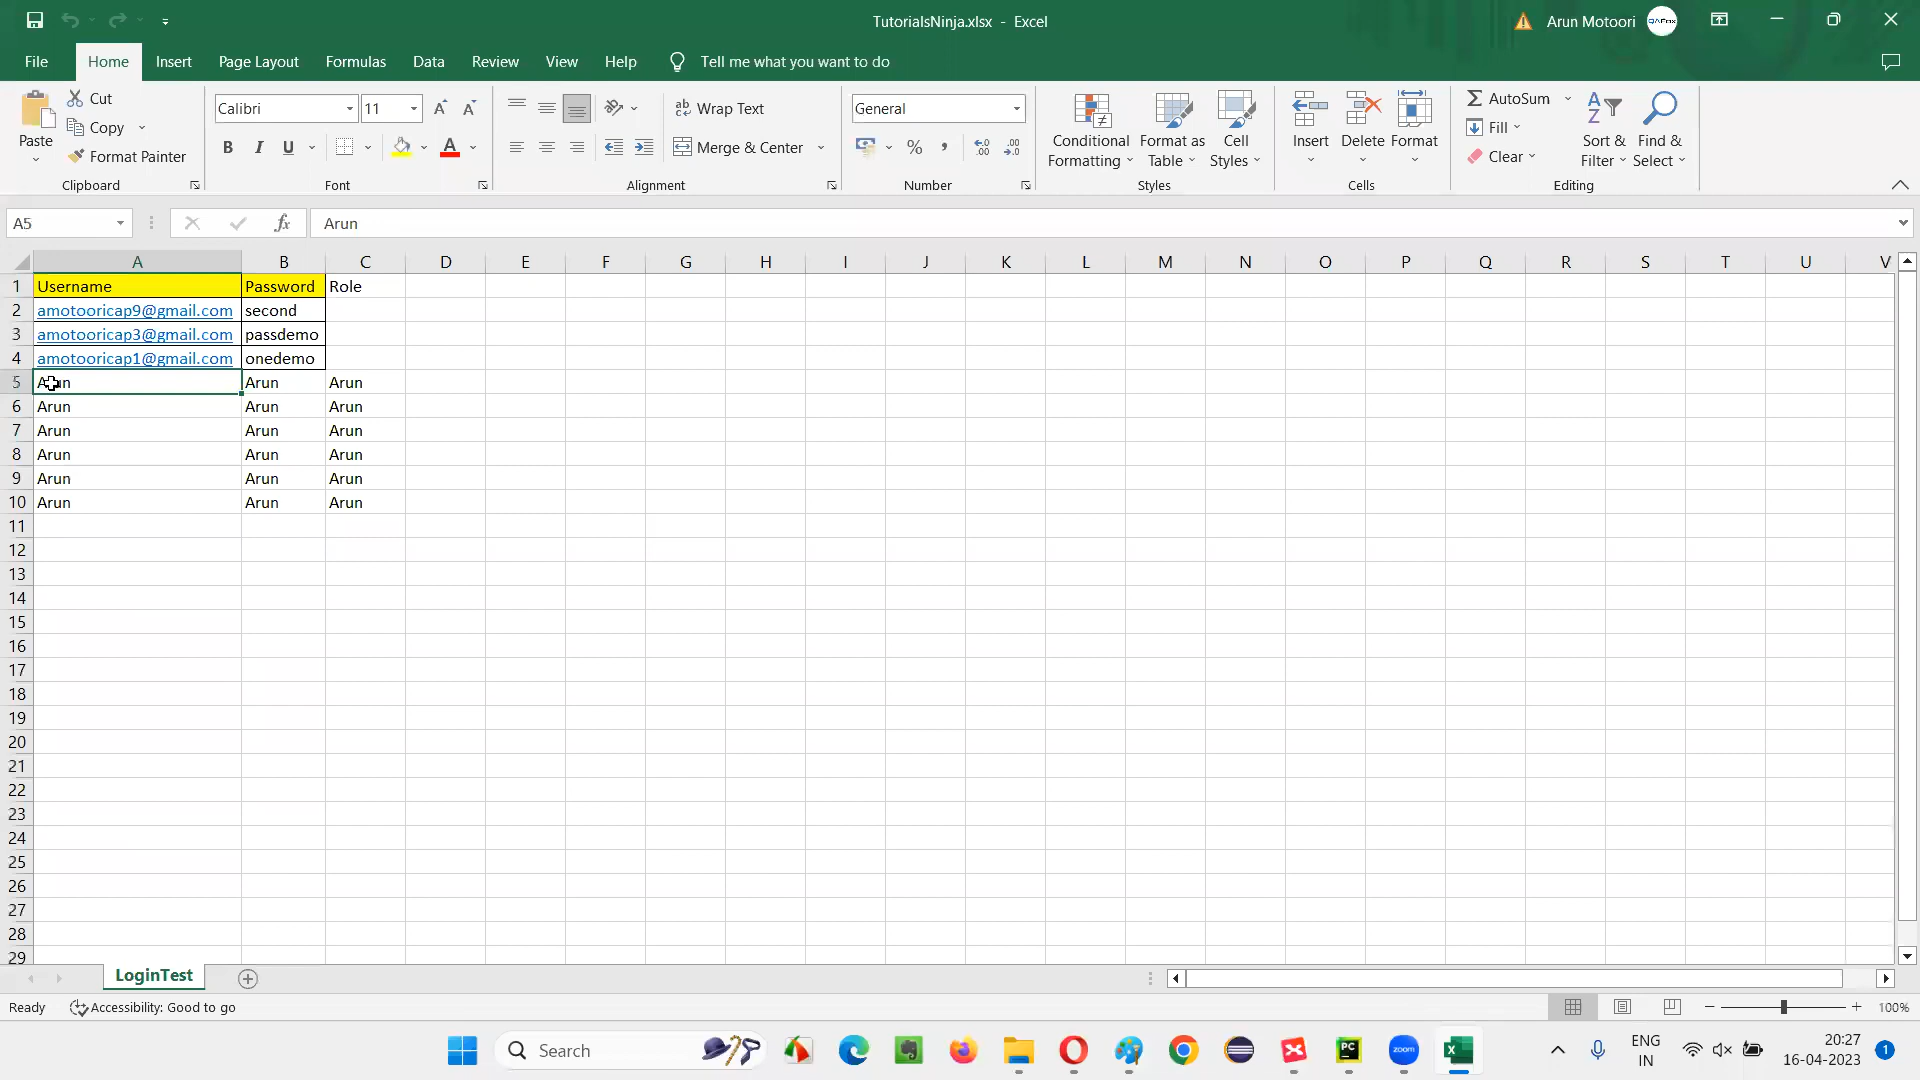 TutorialsNinja.xlsx - Excel
Arun Motoori
File Home Insert Page Layout Formulas Data Review View Help Tell me what you want to do
Paste
Cut
Copy
Format Painter
Clipboard
Calibri 11
B I U
Font
Wrap Text
Merge & Center
Alignment
General
Number
Conditional Formatting
Format as Table
Cell Styles
Styles
Insert Delete Format
Cells
AutoSum
Fill
Clear
Sort & Filter
Find & Select
Editing
A5 fx Arun
A B C D E F G H I J K L M N O P Q R S T U V
1 Username Password Role
2 amotooricap9@gmail.com second
3 amotooricap3@gmail.com passdemo
4 amotooricap1@gmail.com onedemo
5 Arun Arun Arun
6 Arun Arun Arun
7 Arun Arun Arun
8 Arun Arun Arun
9 Arun Arun Arun
10 Arun Arun Arun
11
12
13
14
15
16
17
18
19
20
21
22
23
24
25
26
27
28
29
LoginTest
Ready Accessibility: Good to go 100%
Search
zoom
ENG
IN
20:27
16-04-2023
1